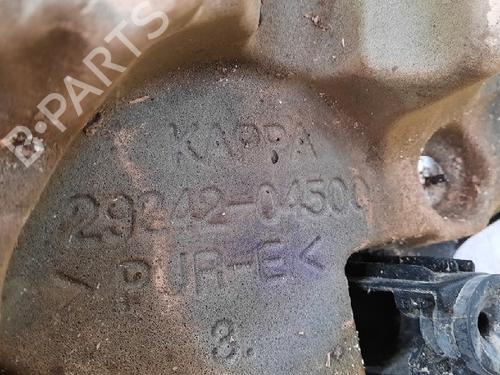 B-PARTS
KAPPA
29242-04500
>PUR-E<
8.